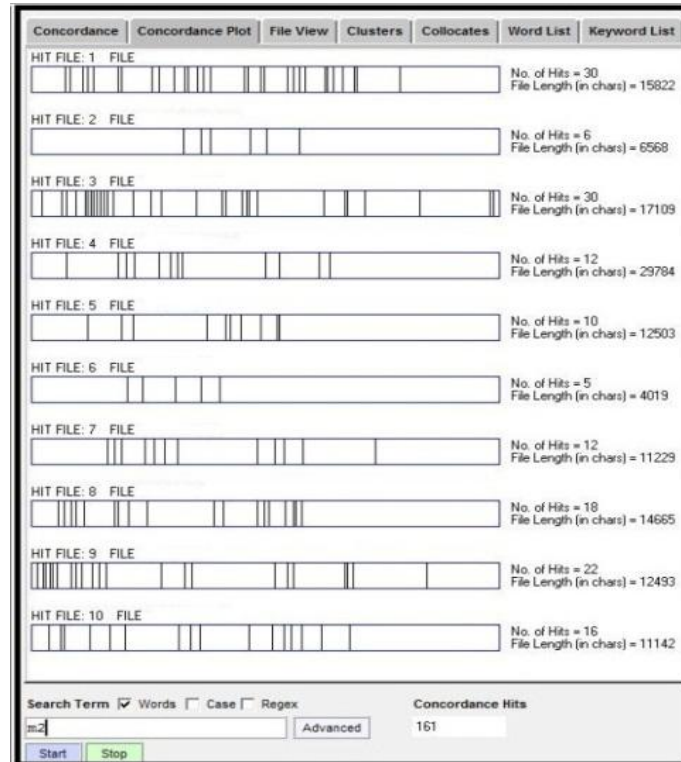 Concordance Concordance Plot File View Clusters Collocates Word List Keyword List
HIT FILE: 1 FILE
No. of Hits = 30
File Length (in chars) = 15822
HIT FILE: 2 FILE
No. of Hits = 6
File Length (in chars) = 6568
HIT FILE: 3 FILE
No. of Hits = 30
File Length (in chars) = 17109
HIT FILE: 4 FILE
No. of Hits = 12
File Length (in chars) = 29784
HIT FILE: 5 FILE
No. of Hits = 10
File Length (in chars) = 12503
HIT FILE: 6 FILE
No. of Hits = 5
File Length (in chars) = 4019
HIT FILE: 7 FILE
No. of Hits = 12
File Length (in chars) = 11229
HIT FILE: 8 FILE
No. of Hits = 18
File Length (in chars) = 14665
HIT FILE: 9 FILE
No. of Hits = 22
File Length (in chars) = 12493
HIT FILE: 10 FILE
No. of Hits = 16
File Length (in chars) = 11142
Search Term Words Case Regex Concordance Hits
m2 Advanced 161
Start Stop